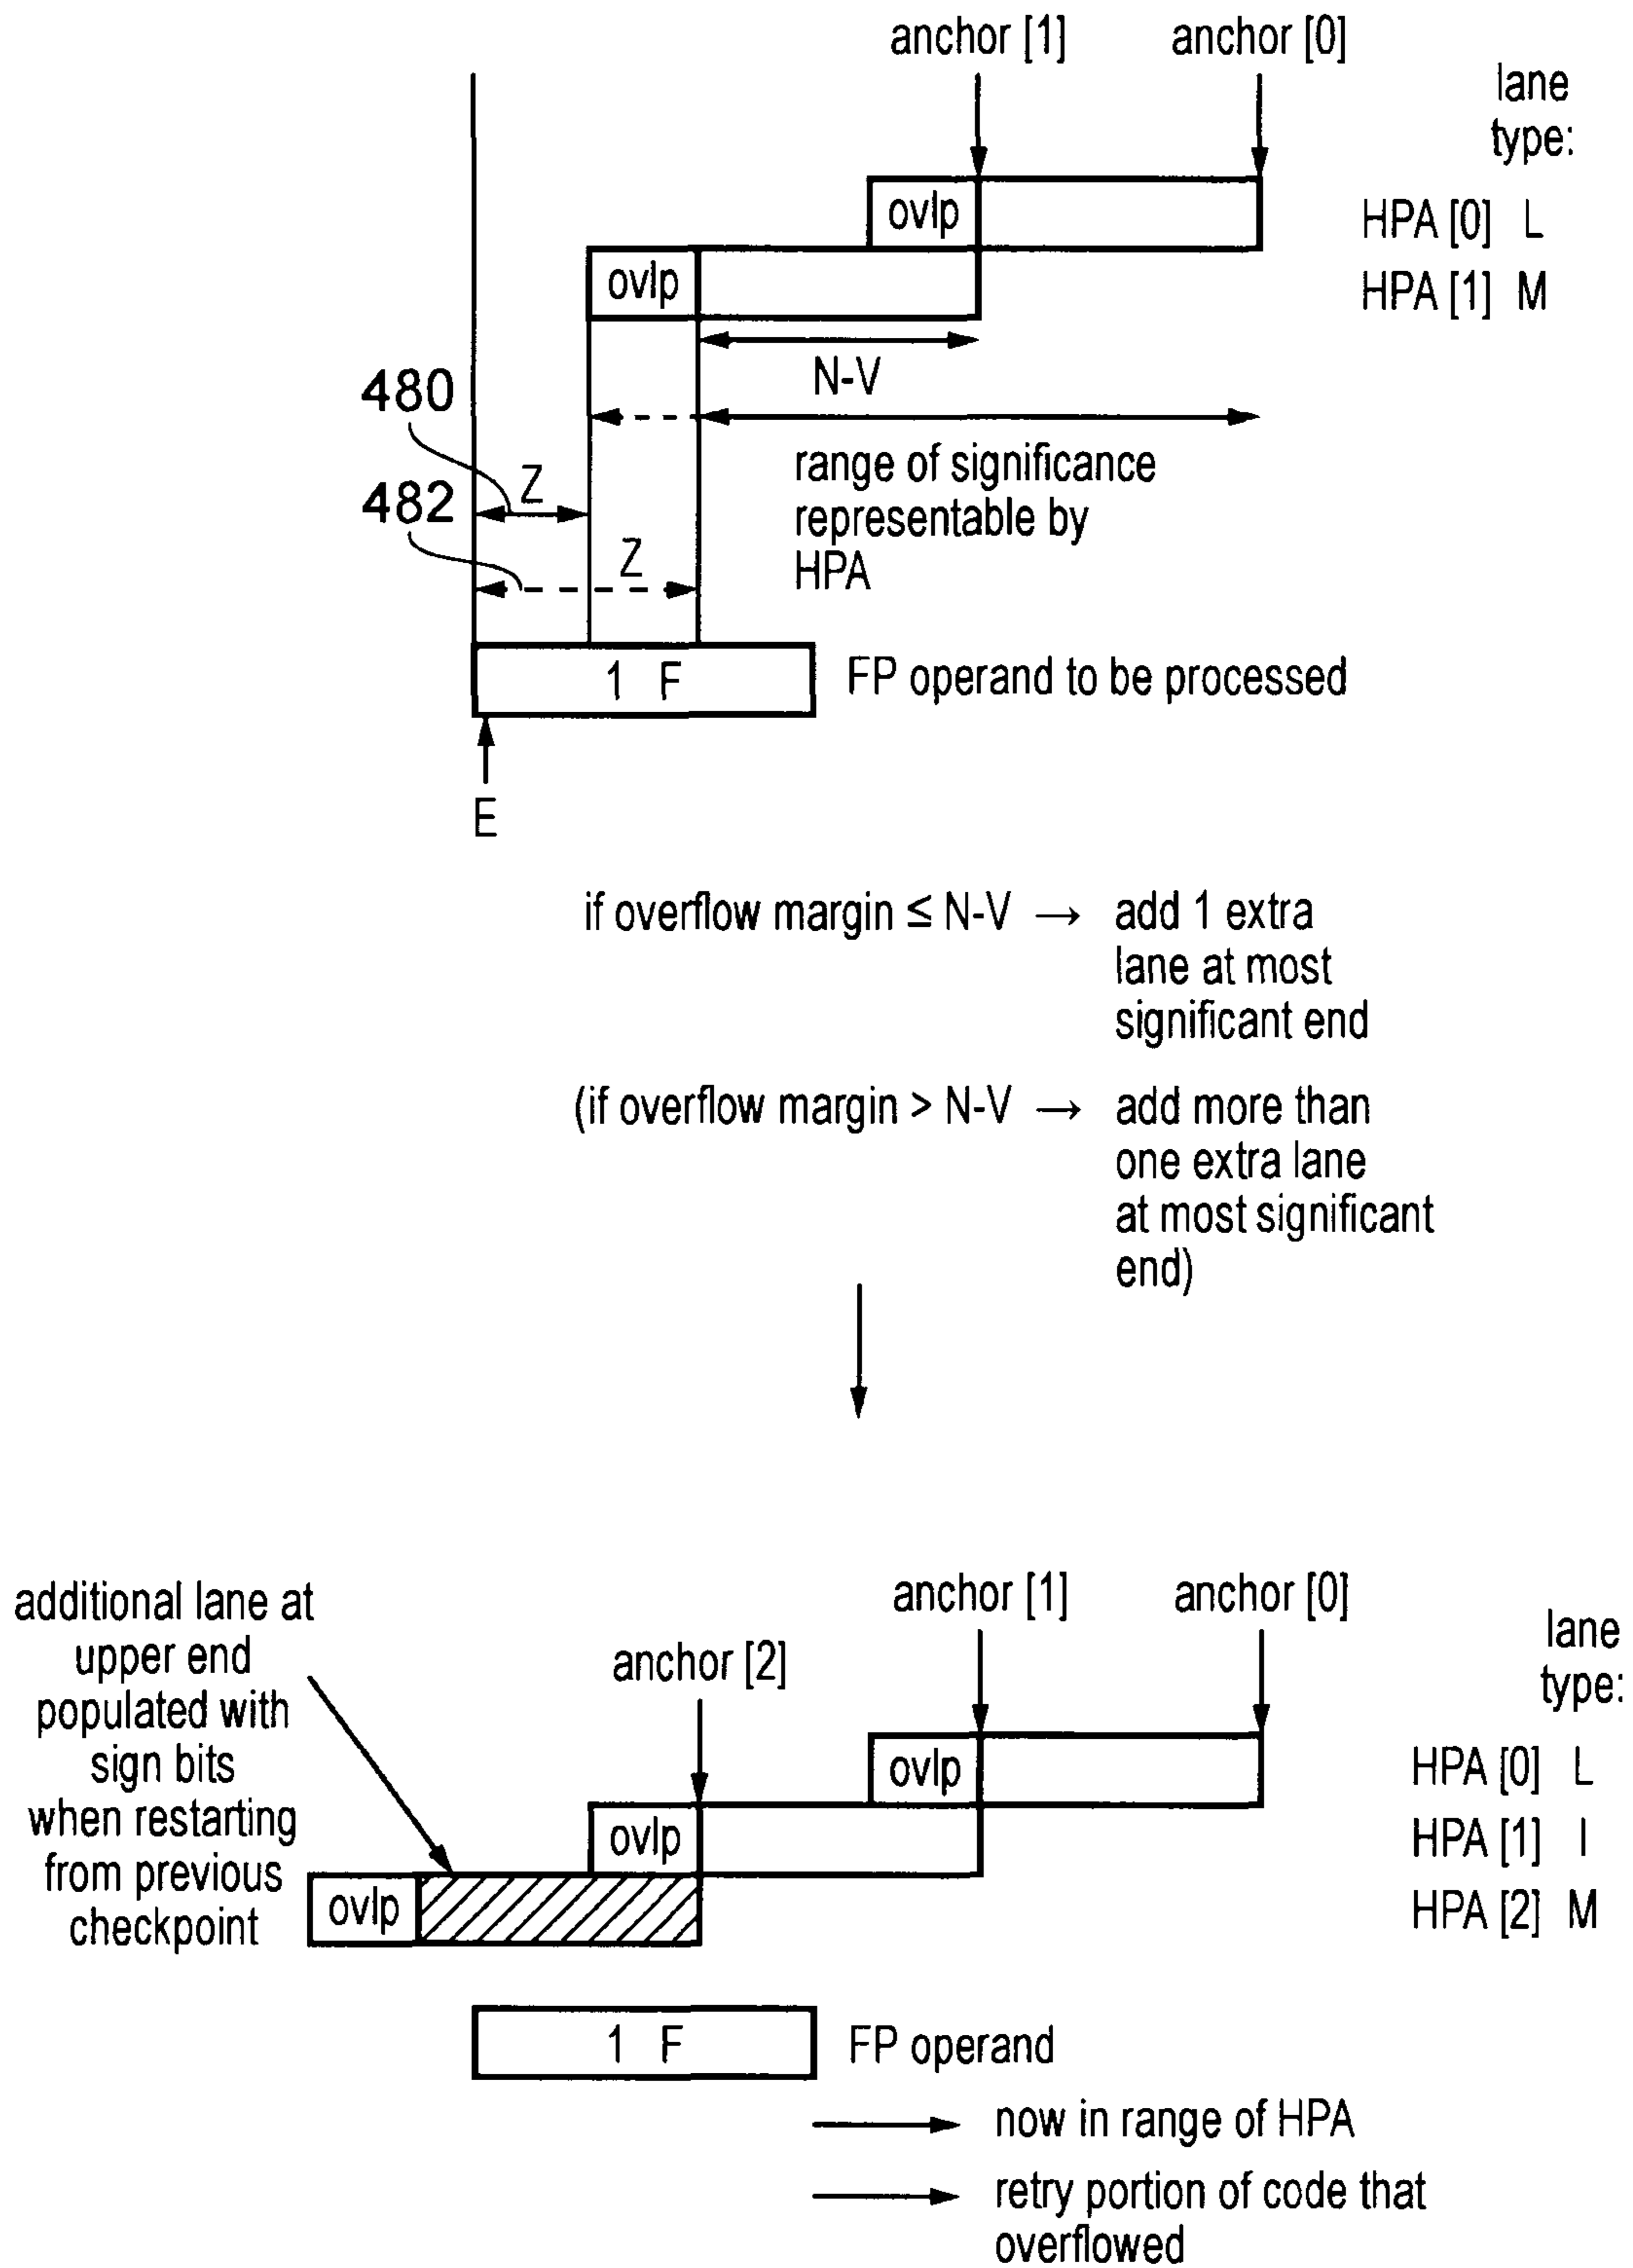 anchor [1] anchor [0]
lane
type:
ovlp
HPA [0] L
ovlp
HPA [1] M
N-V
480
range of significance
representable by
HPA
Z
482
Z
1 F
FP operand to be processed
E
if overflow margin ≤ N-V → add 1 extra
lane at most
significant end
(if overflow margin > N-V → add more than
one extra lane
at most significant
end)
additional lane at
upper end
populated with
sign bits
when restarting
from previous
checkpoint
anchor [2]
anchor [1] anchor [0]
lane
type:
ovlp
HPA [0] L
ovlp
HPA [1] I
ovlp
HPA [2] M
1 F
FP operand
now in range of HPA
retry portion of code that
overflowed